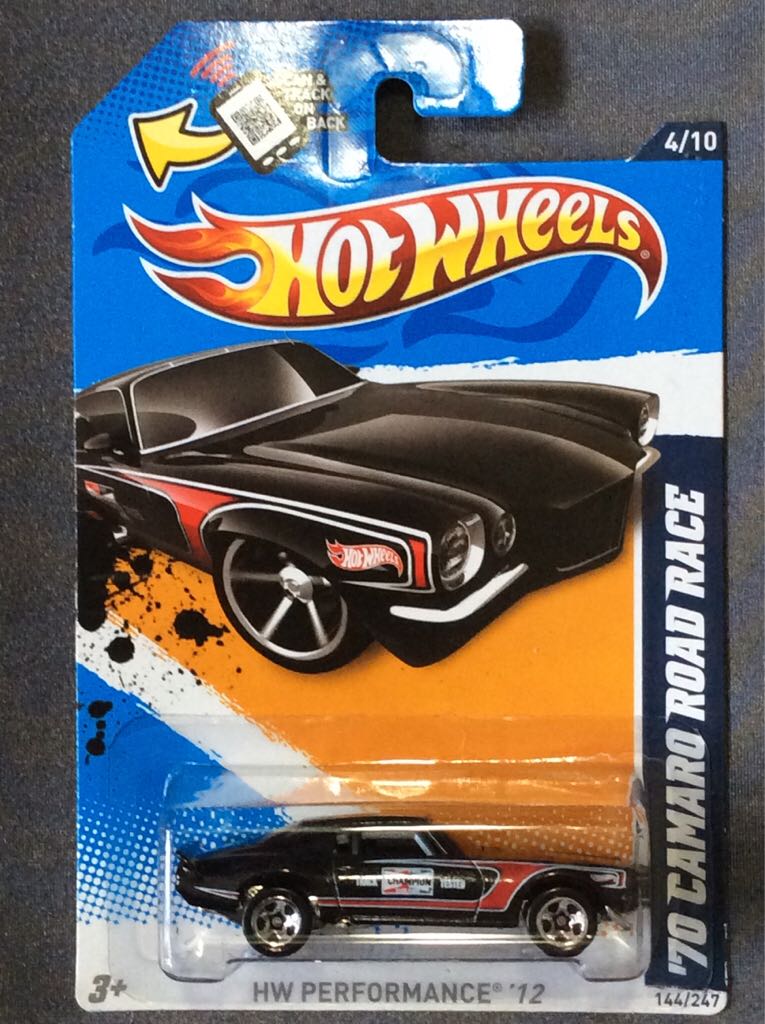 SCAN &
TRACK
ON
BACK
4/10
HOT WHEELS®
HOT WHEELS
'70 CAMARO ROAD RACE
CHAMPION
3+
HW PERFORMANCE® '12
144/247